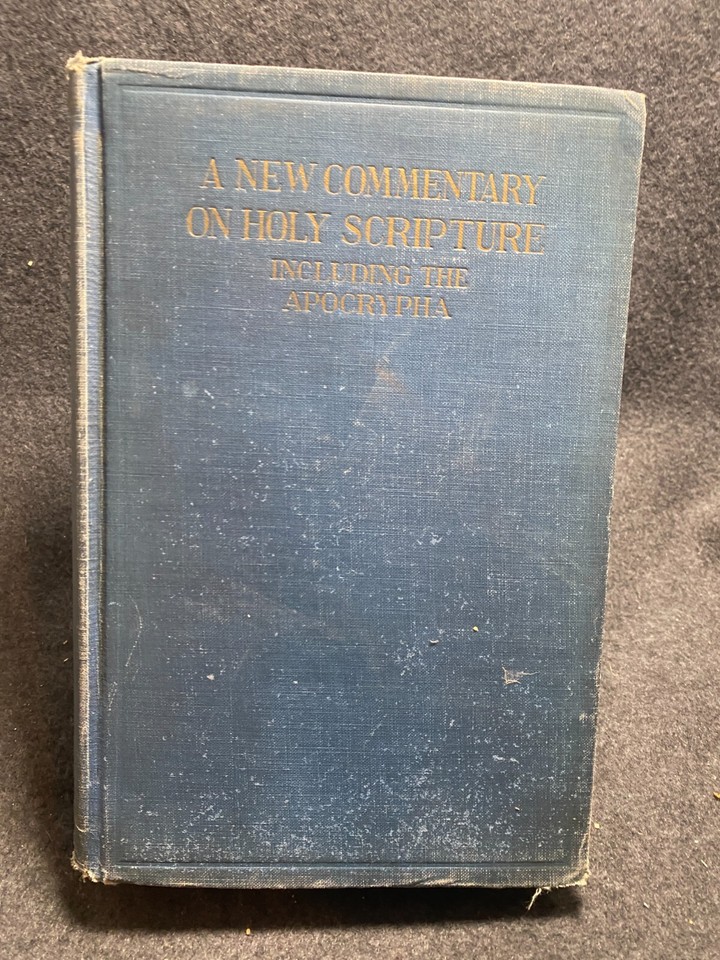 A NEW COMMENTARY
ON HOLY SCRIPTURE
INCLUDING THE
APOCRYPHA